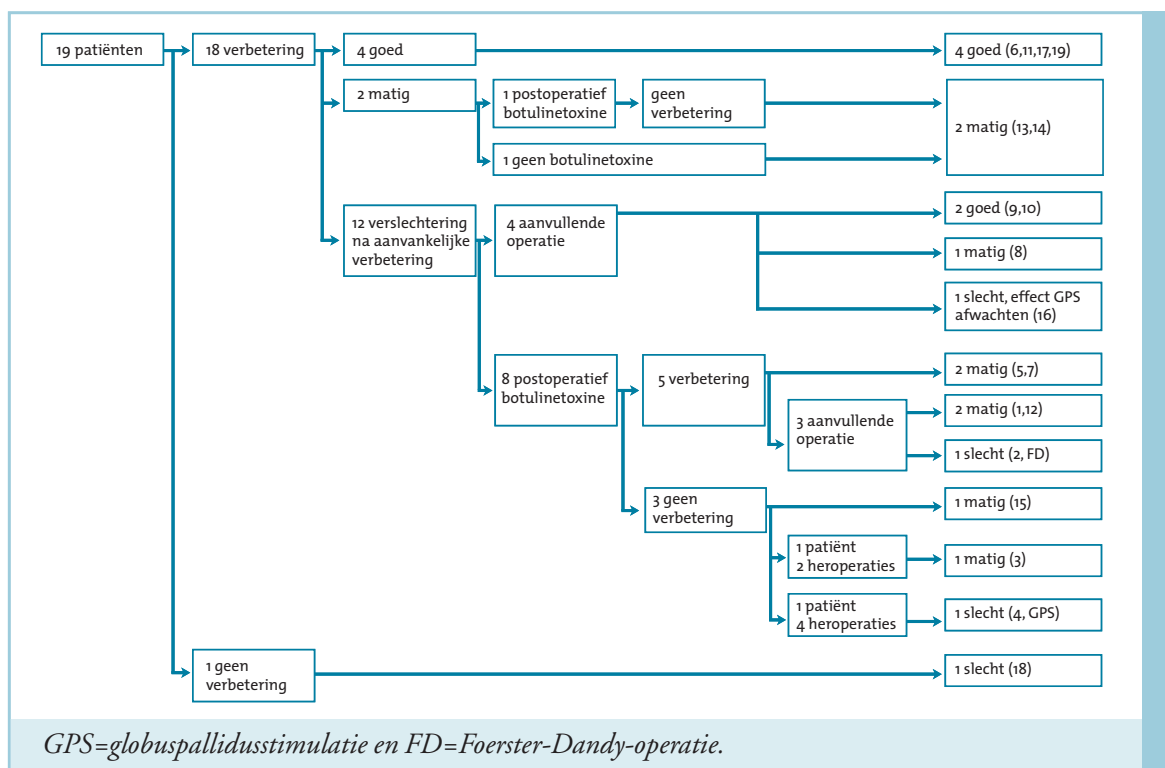 19 patiënten
18 verbetering
4 goed
4 goed (6,11,17,19)
2 matig
1 postoperatief
botulinetoxine
geen
verbetering
2 matig (13,14)
1 geen botulinetoxine
12 verslechtering
na aanvankelijke
verbetering
4 aanvullende
operatie
2 goed (9,10)
1 matig (8)
1 slecht, effect GPS
afwachten (16)
8 postoperatief
botulinetoxine
5 verbetering
2 matig (5,7)
3 aanvullende
operatie
2 matig (1,12)
1 slecht (2, FD)
3 geen
verbetering
1 matig (15)
1 patiënt
2 heroperaties
1 matig (3)
1 patiënt
4 heroperaties
1 slecht (4, GPS)
1 geen
verbetering
1 slecht (18)
GPS=globuspallidusstimulatie en FD=Foerster-Dandy-operatie.